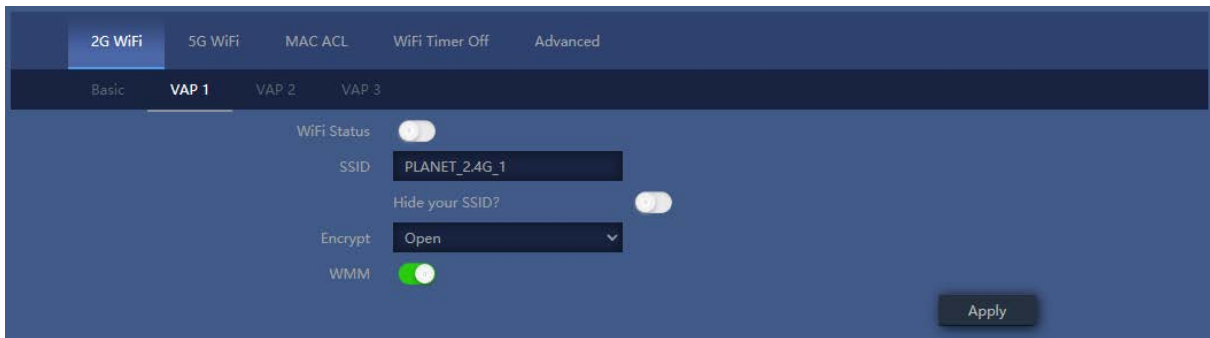 2G WiFi 5G WiFi MAC ACL WiFi Timer Off Advanced
Basic VAP 1 VAP 2 VAP 3
WiFi Status
SSID PLANET_2.4G_1
Hide your SSID?
Encrypt Open
WMM
Apply